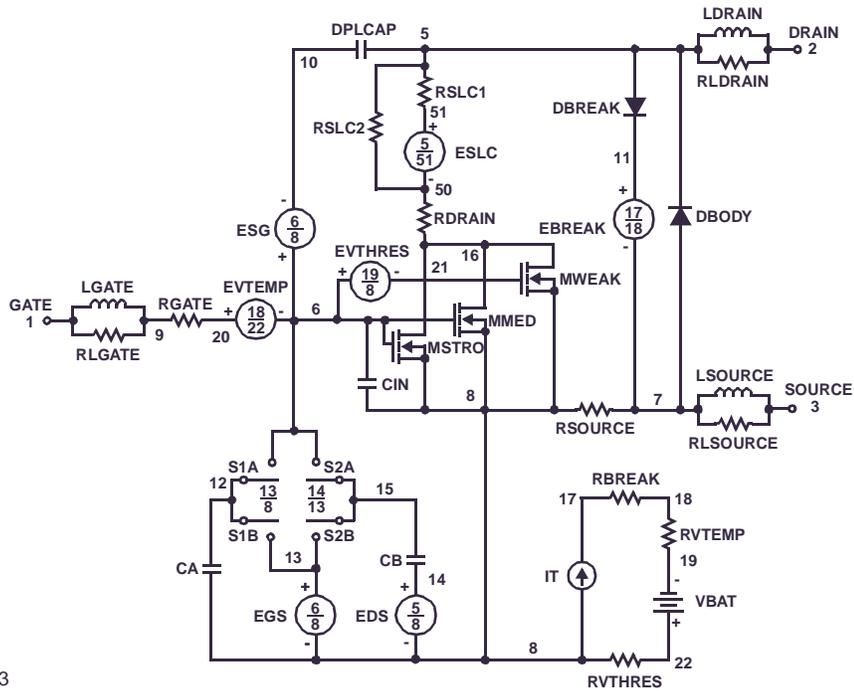 LDRAIN
DPLCAP 5 DRAIN
10 2
RLDRAIN
RSLC1
DBREAK
51
RSLC2
+
5
51
ESLC
11
-
50
-
+
17
18
DBODY
6
8
ESG
RDRAIN
EBREAK
EVTHRES
16
-
+
+ 19 - 21
8
MWEAK
LGATE
EVTEMP
GATE
1
RGATE
+ 18 - 6
22
MMED
9 20
RLGATE
MSTRO
LSOURCE
CIN
8 7 SOURCE
3
RSOURCE
RLSOURCE
S1A S2A
12
13
8
14
13
15
RBREAK
17 18
S1B S2B
RVTEMP
13
CB
19
CA
14
IT
-
+ +
VBAT
EGS 6
8
EDS 5
8
+
- -
8
22
RVTHRES
3